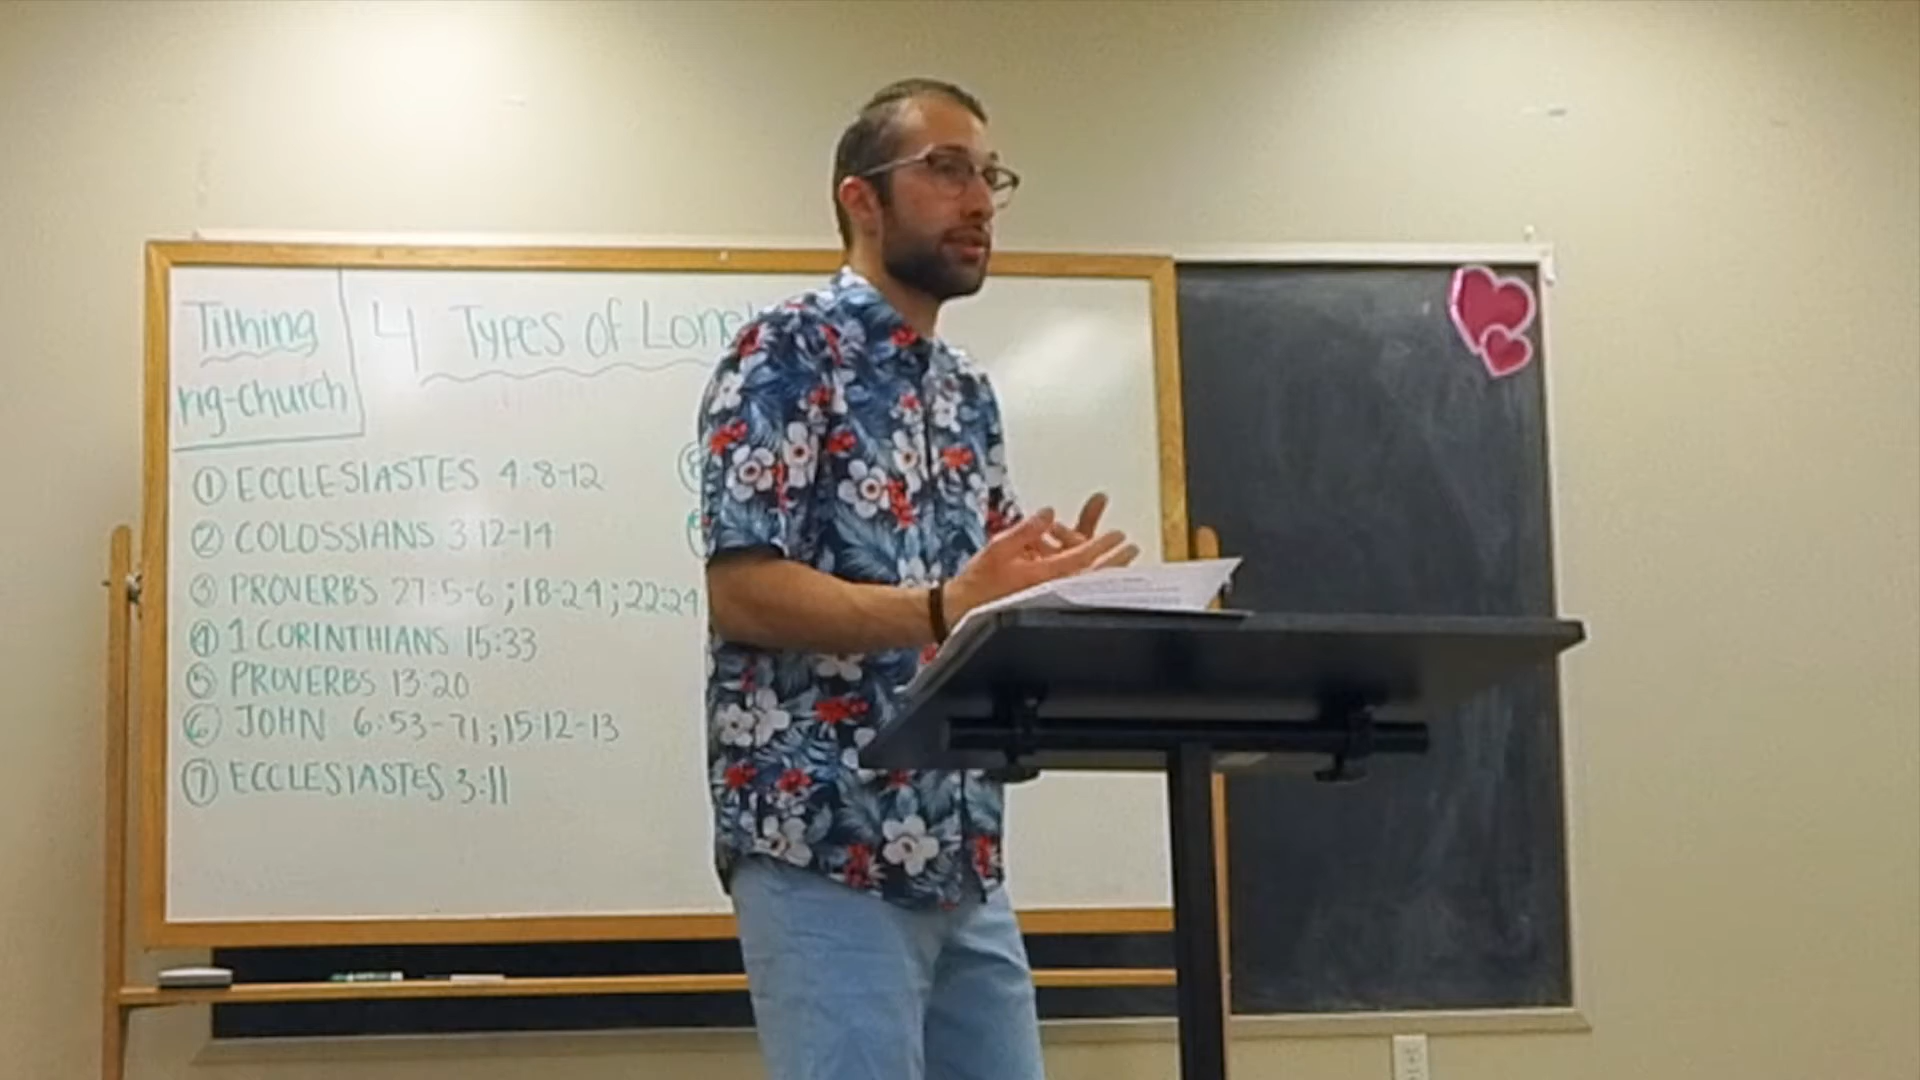 Tithing
rig-church
4 Types of Lone
① ECCLESIASTES 4:8-12
② COLOSSIANS 3:12-14
③ PROVERBS 27:5-6; 18-24; 22:24
④ 1 CORINTHIANS 15:33
⑤ PROVERBS 13:20
⑥ JOHN 6:53-71; 15:12-13
⑦ ECCLESIASTES 3:11